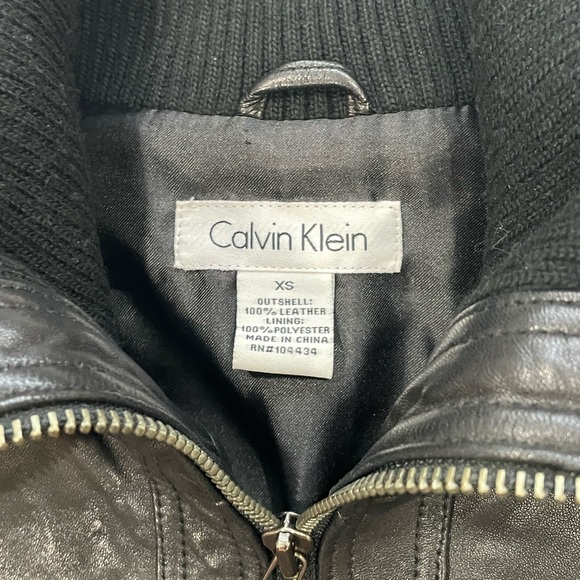 Calvin Klein
XS
OUTSHELL:
100% LEATHER
LINING:
100% POLYESTER
MADE IN CHINA
RN#104434